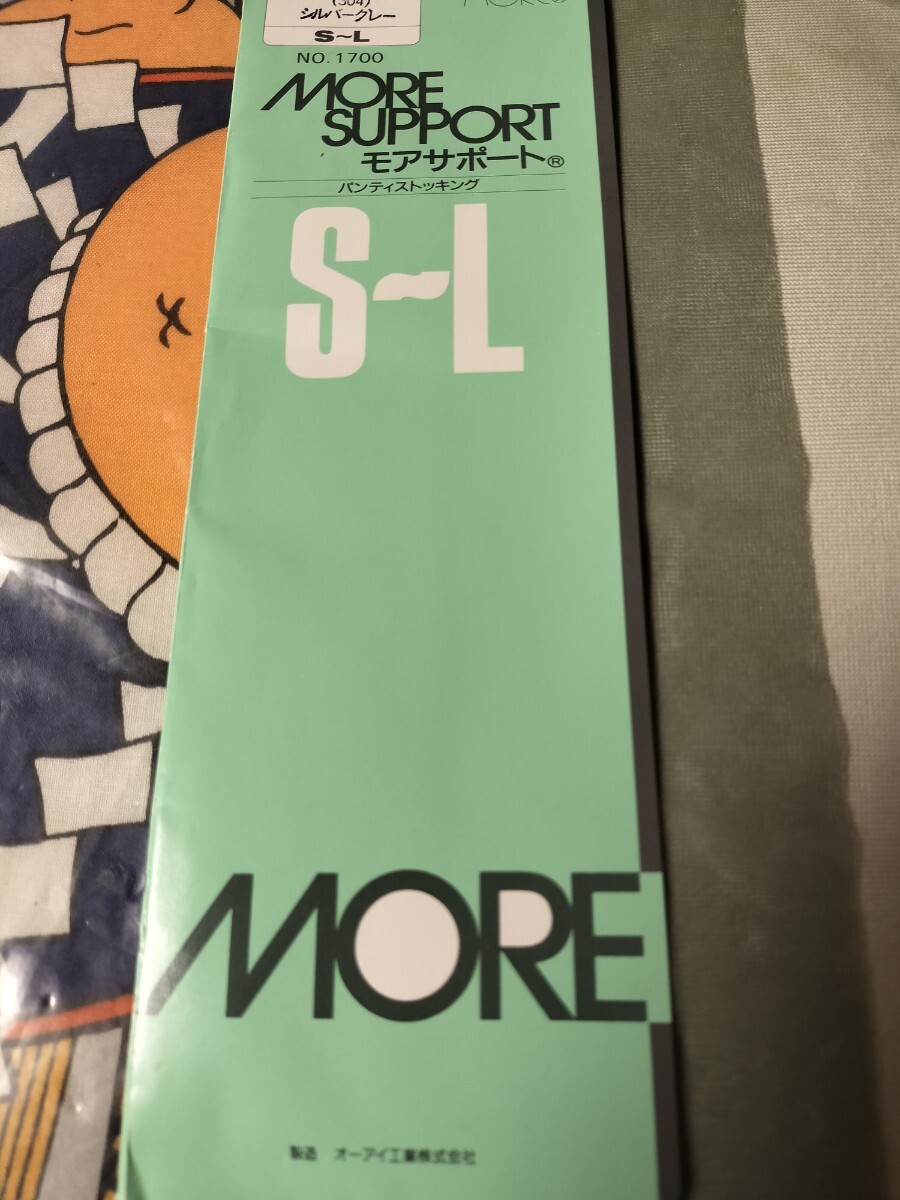 (304)
シルバーグレー
S~L
NO.1700
MORE
SUPPORT
モアサポート®
パンティストッキング
S~L
MORE
製造 オーアイ工業株式会社